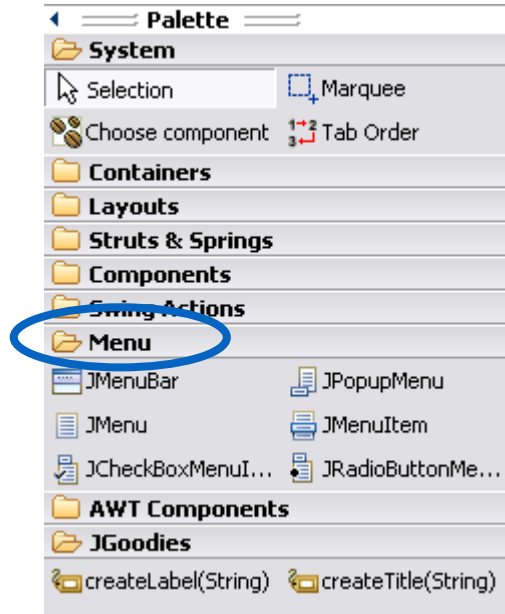 Palette
System
Selection Marquee
Choose component Tab Order
Containers
Layouts
Struts & Springs
Components
Swing Actions
Menu
JMenuBar JPopupMenu
JMenu JMenuItem
JCheckBoxMenuI... JRadioButtonMe...
AWT Components
JGoodies
createLabel(String) createTitle(String)